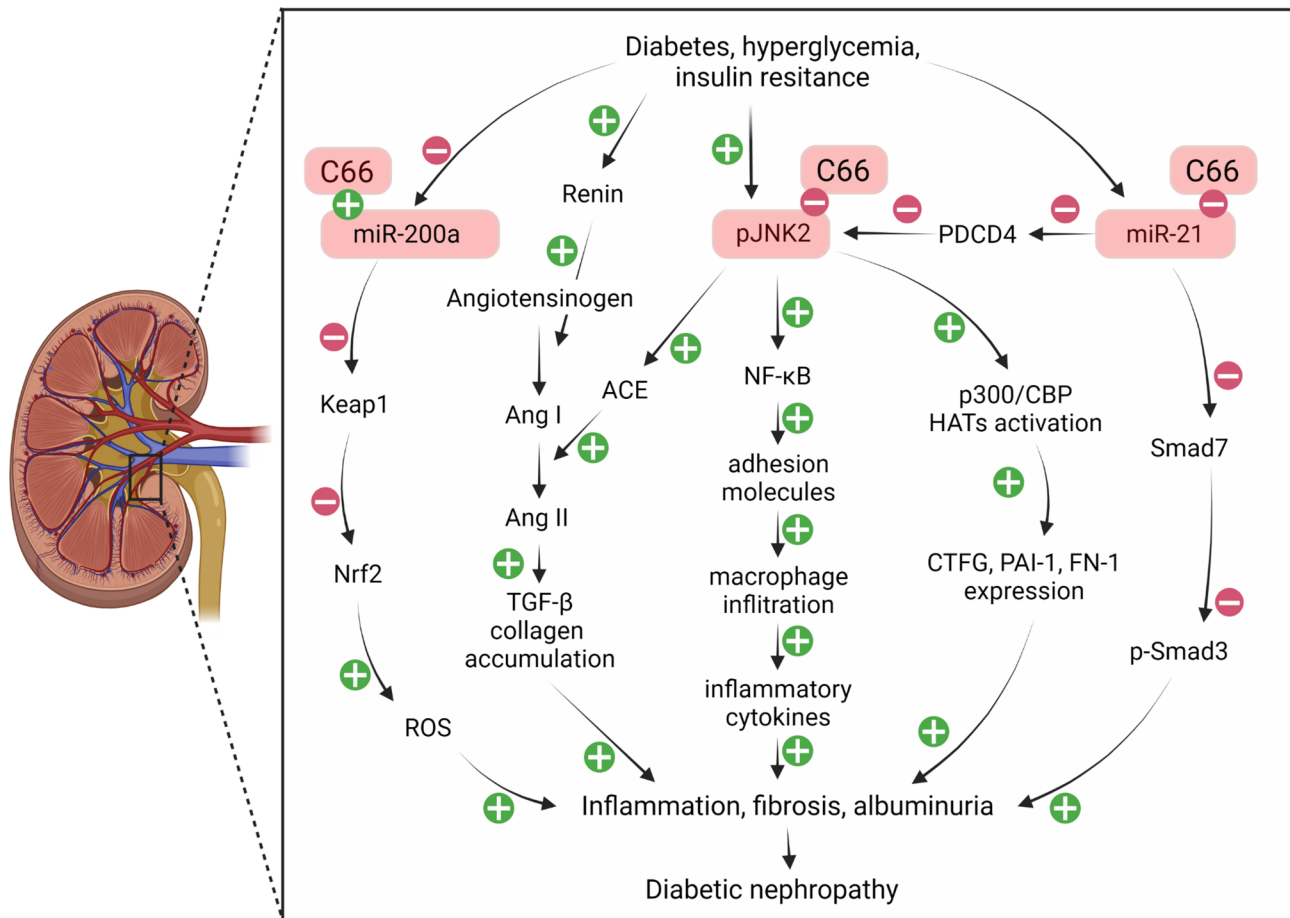 Diabetes, hyperglycemia,
insulin resitance
C66
miR-200a
Renin
C66
pJNK2
PDCD4
C66
miR-21
Angiotensinogen
Keap1
Ang I
ACE
NF-κB
p300/CBP
HATs activation
Smad7
adhesion
molecules
Ang II
Nrf2
TGF-β
collagen
accumulation
macrophage
inflitration
CTFG, PAI-1, FN-1
expression
p-Smad3
ROS
inflammatory
cytokines
Inflammation, fibrosis, albuminuria
Diabetic nephropathy